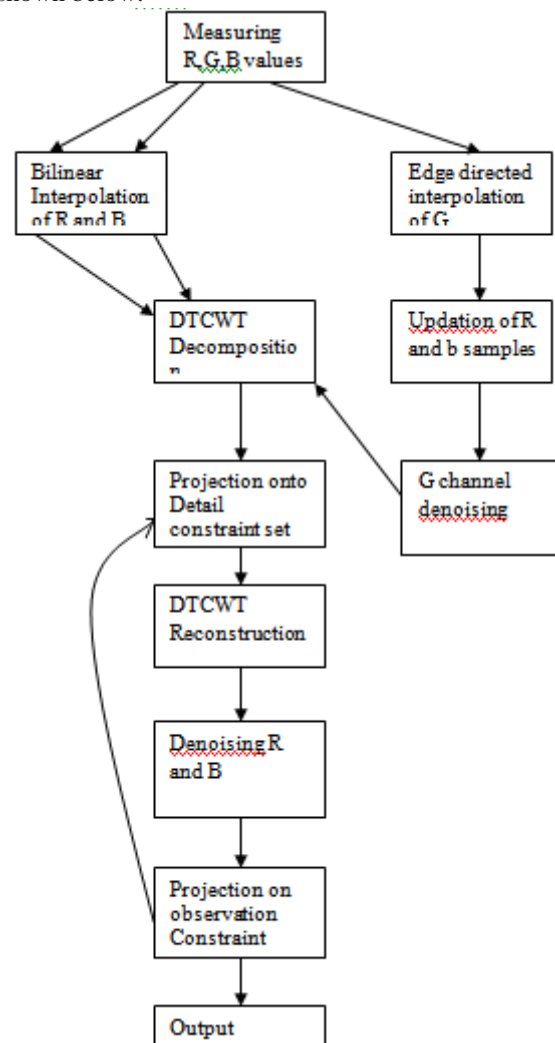 Measuring
R,G,B values
Bilinear
Interpolation
of R and B
Edge directed
interpolation
of G
DTCWT
Decompositio
n
Updation of R
and b samples
Projection onto
Detail
constraint set
G channel
denoising
DTCWT
Reconstruction
Denoising R
and B
Projection on
observation
Constraint
Output